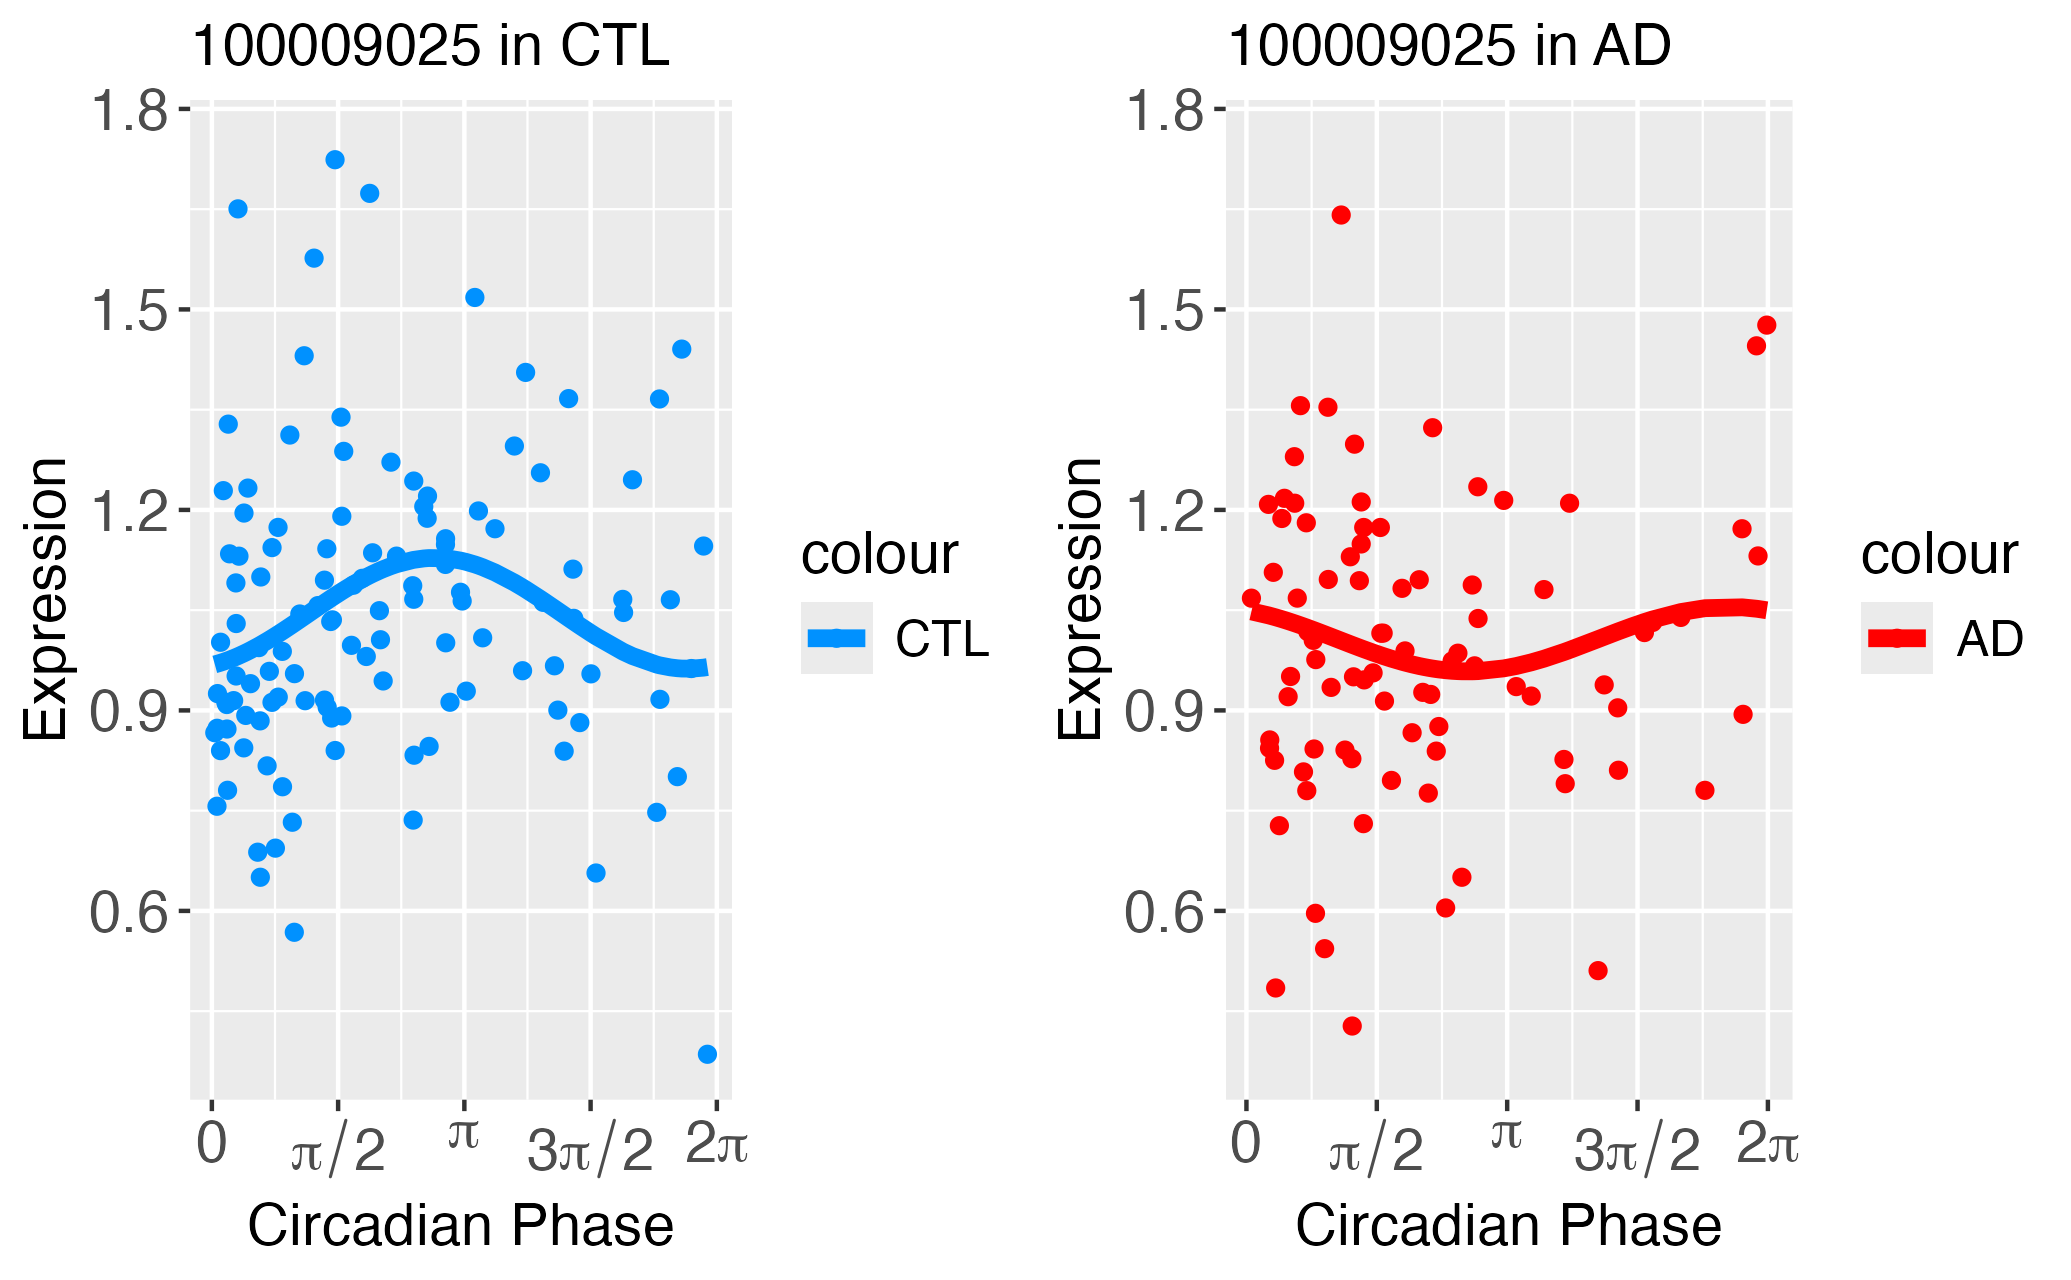 100009025 in CTL
1.8
1.5
1.2
0.9
0.6
Expression
0
π/2
π
3π/2
2π
Circadian Phase
colour
CTL
100009025 in AD
1.8
1.5
1.2
0.9
0.6
Expression
0
π/2
π
3π/2
2π
Circadian Phase
colour
AD